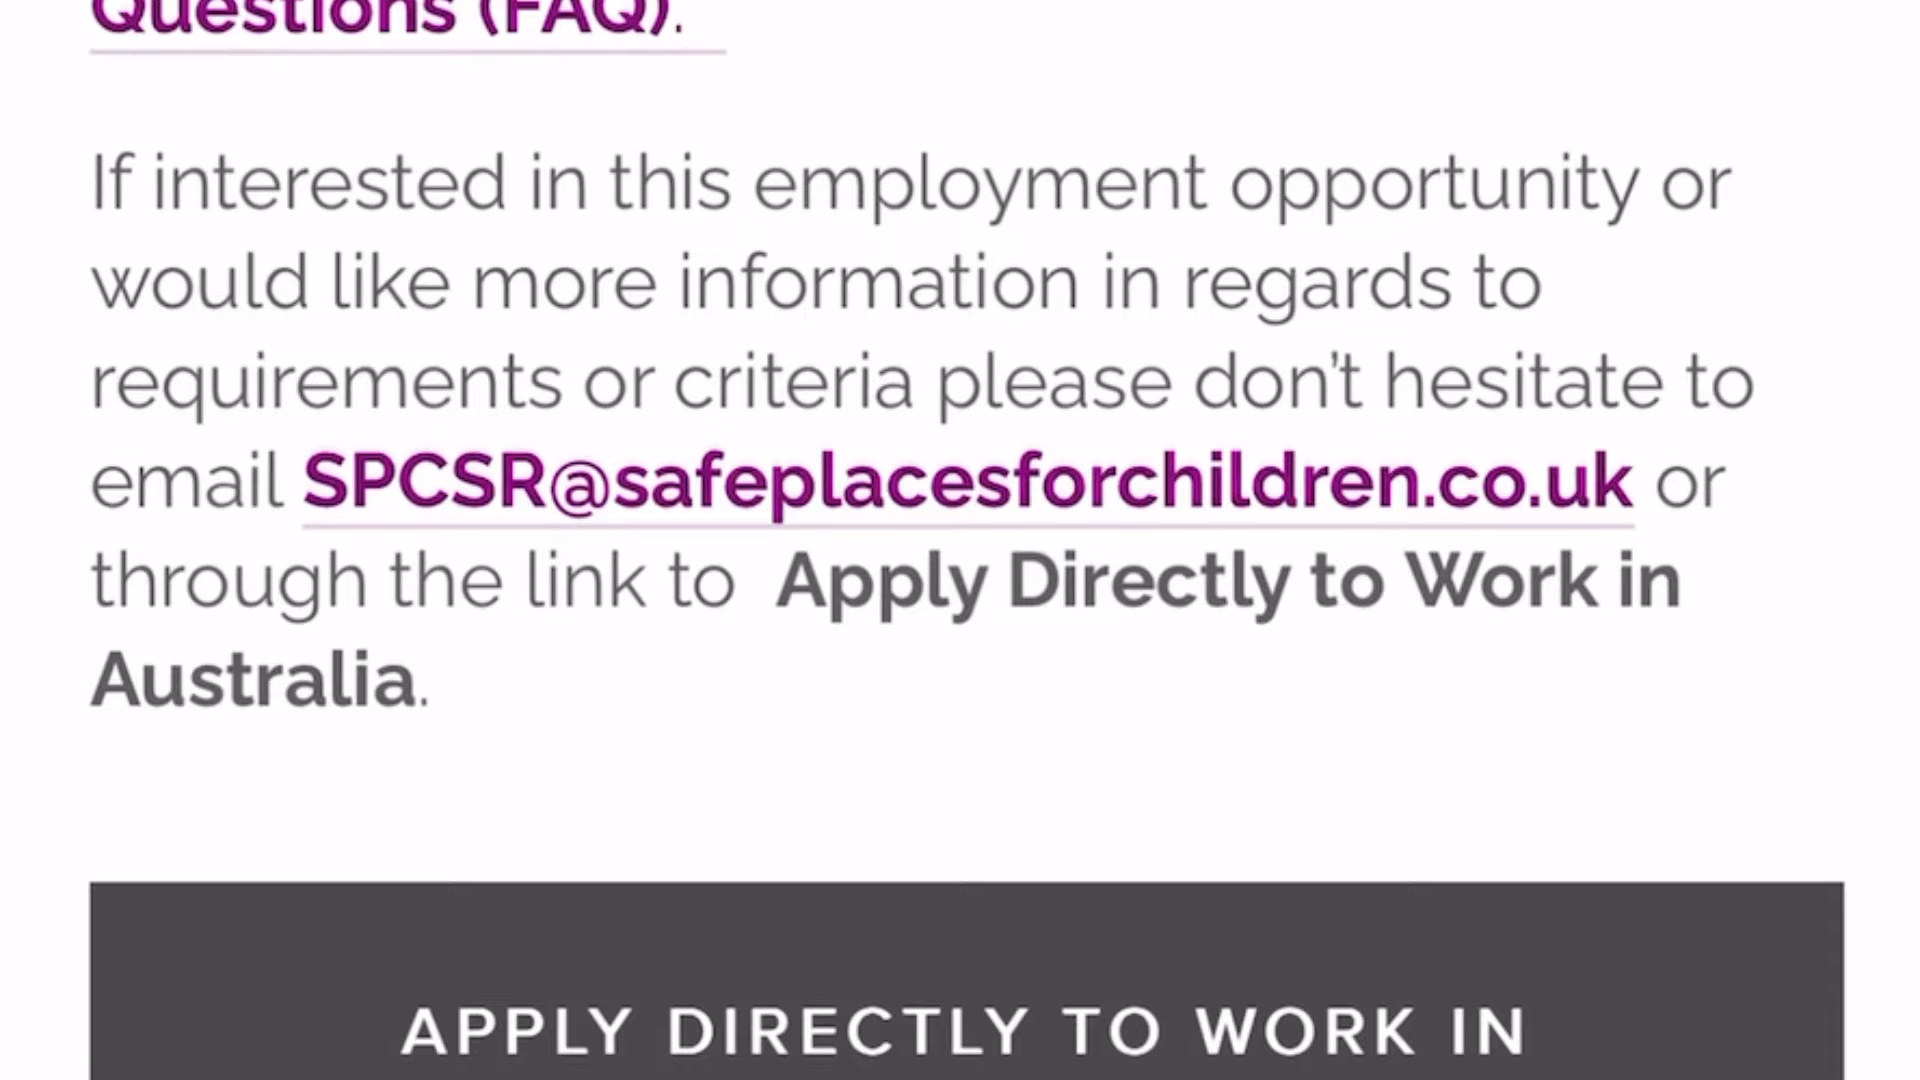 Questions (FAQ).
If interested in this employment opportunity or
would like more information in regards to
requirements or criteria please don’t hesitate to
email SPCSR@safeplacesforchildren.co.uk or
through the link to Apply Directly to Work in
Australia.
APPLY DIRECTLY TO WORK IN